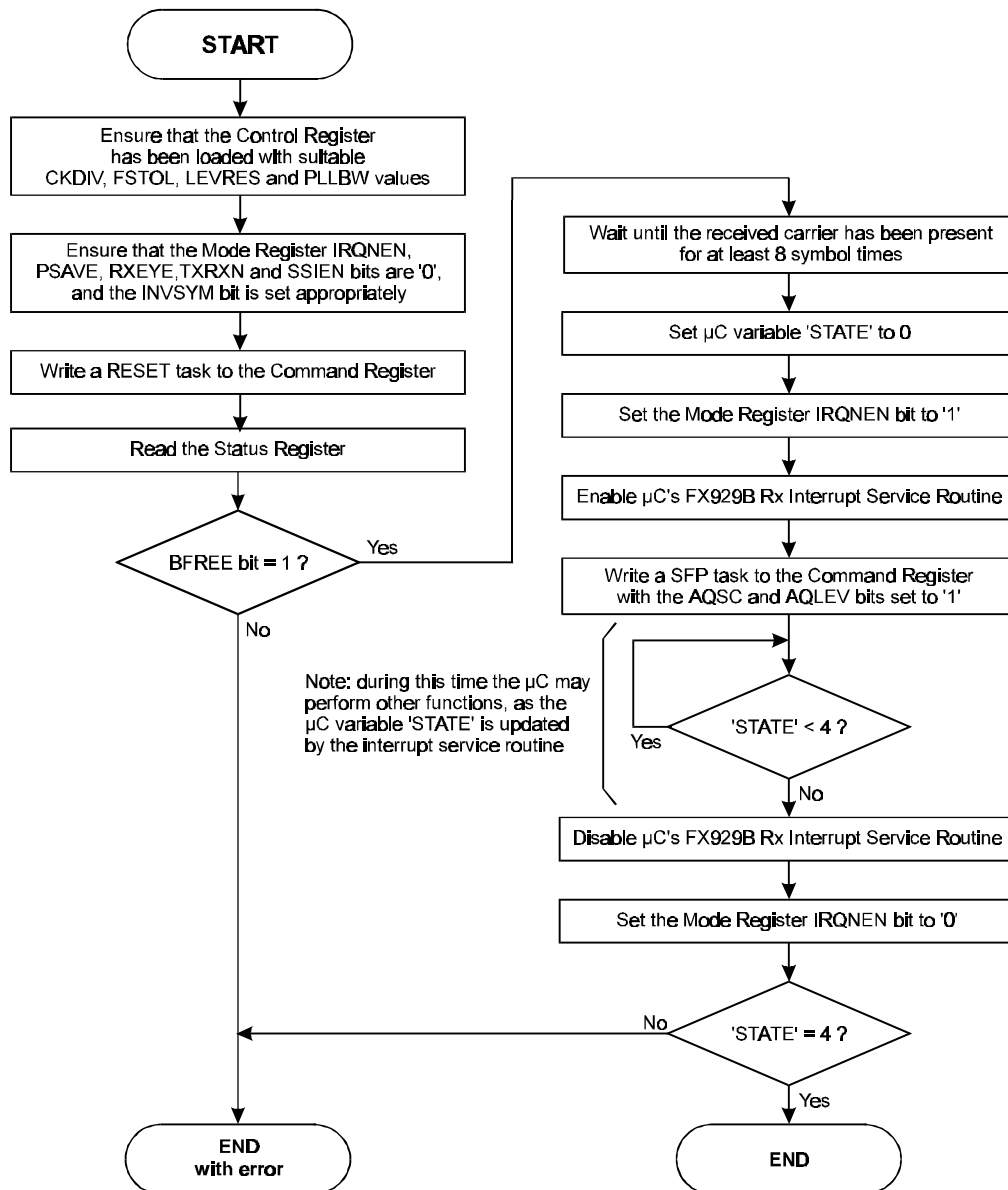 START
Ensure that the Control Register
has been loaded with suitable
CKDIV, FSTOL, LEVRES and PLLBW values
Ensure that the Mode Register IRQNEN,
PSAVE, RXEYE,TXRXN and SSIEN bits are '0',
and the INVSYM bit is set appropriately
Write a RESET task to the Command Register
Read the Status Register
BFREE bit = 1 ?
Yes
No
Wait until the received carrier has been present
for at least 8 symbol times
Set µC variable 'STATE' to 0
Set the Mode Register IRQNEN bit to '1'
Enable µC's FX929B Rx Interrupt Service Routine
Write a SFP task to the Command Register
with the AQSC and AQLEV bits set to '1'
Note: during this time the µC may
perform other functions, as the
µC variable 'STATE' is updated
by the interrupt service routine
'STATE' < 4 ?
Yes
No
Disable µC's FX929B Rx Interrupt Service Routine
Set the Mode Register IRQNEN bit to '0'
'STATE' = 4 ?
No
Yes
END
with error
END